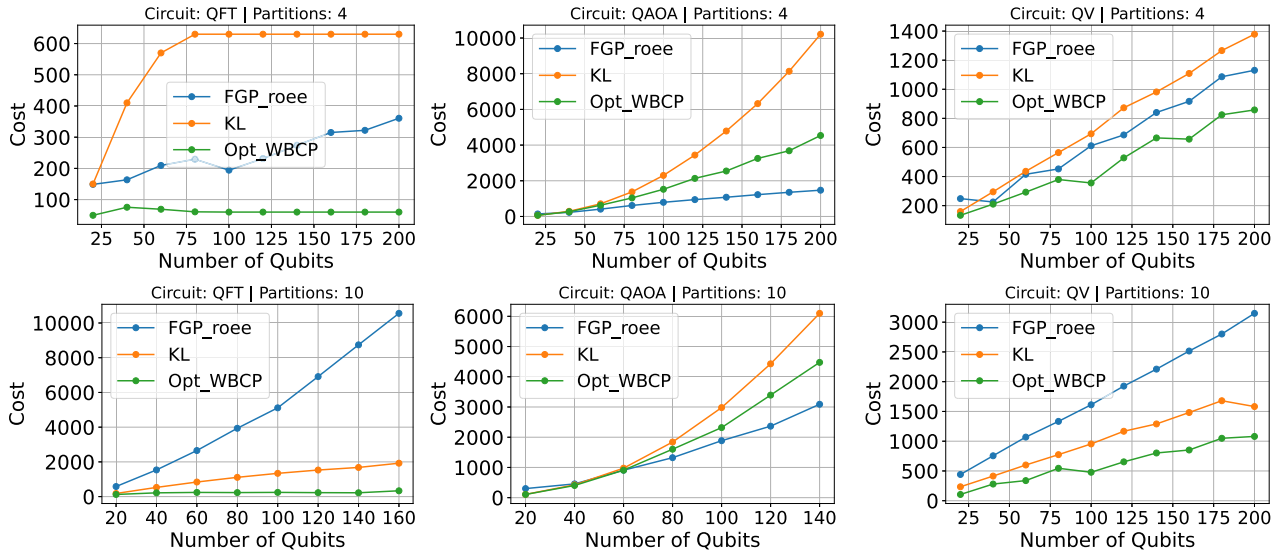 Circuit: QFT | Partitions: 4
600
500
400
300
200
100
Cost
FGP_roee
KL
Opt_WBCP
25 50 75 100 125 150 175 200
Number of Qubits
Circuit: QAOA | Partitions: 4
10000
8000
6000
4000
2000
0
Cost
FGP_roee
KL
Opt_WBCP
25 50 75 100 125 150 175 200
Number of Qubits
Circuit: QV | Partitions: 4
1400
1200
1000
800
600
400
200
Cost
FGP_roee
KL
Opt_WBCP
25 50 75 100 125 150 175 200
Number of Qubits
Circuit: QFT | Partitions: 10
10000
8000
6000
4000
2000
0
Cost
FGP_roee
KL
Opt_WBCP
20 40 60 80 100 120 140 160
Number of Qubits
Circuit: QAOA | Partitions: 10
6000
5000
4000
3000
2000
1000
0
Cost
FGP_roee
KL
Opt_WBCP
20 40 60 80 100 120 140
Number of Qubits
Circuit: QV | Partitions: 10
3000
2500
2000
1500
1000
500
0
Cost
FGP_roee
KL
Opt_WBCP
25 50 75 100 125 150 175 200
Number of Qubits